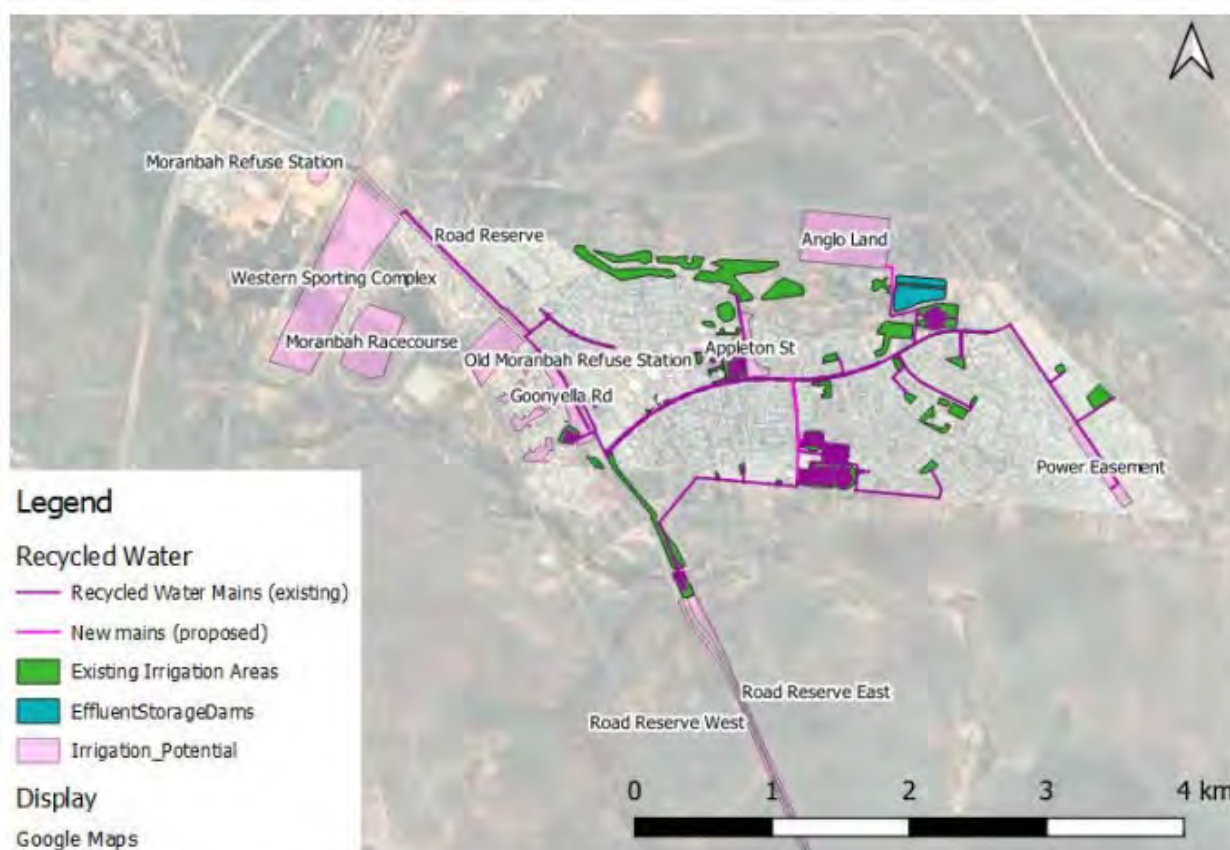 Moranbah Refuse Station
Road Reserve
Anglo Land
Western Sporting Complex
Moranbah Racecourse
Old Moranbah Refuse Station
Appleton St
Goonyella Rd
Power Easement
Legend
Recycled Water
Recycled Water Mains (existing)
New mains (proposed)
Existing Irrigation Areas
EffluentStorageDams
Irrigation_Potential
Display
Google Maps
Road Reserve East
Road Reserve West
0 1 2 3 4 km